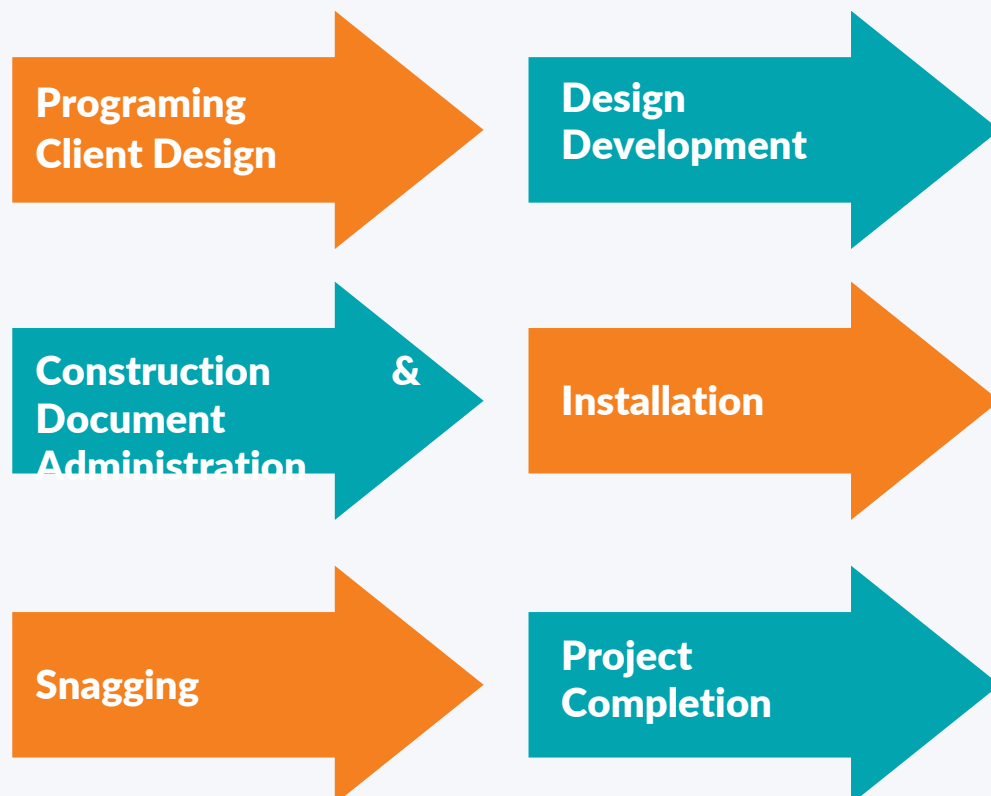 Programing
Client Design
Design
Development
Construction &
Document
Administration
Installation
Snagging
Project
Completion